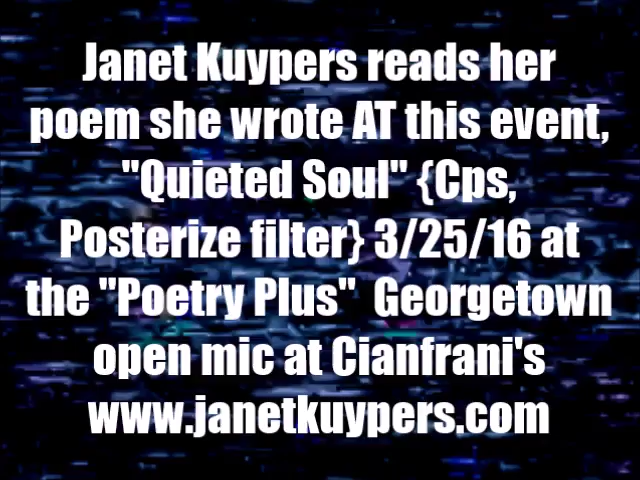 Janet Kuypers reads her
poem she wrote AT this event,
"Quieted Soul" {Cps,
Posterize filter} 3/25/16 at
the "Poetry Plus"  Georgetown
open mic at Cianfrani's
www.janetkuypers.com